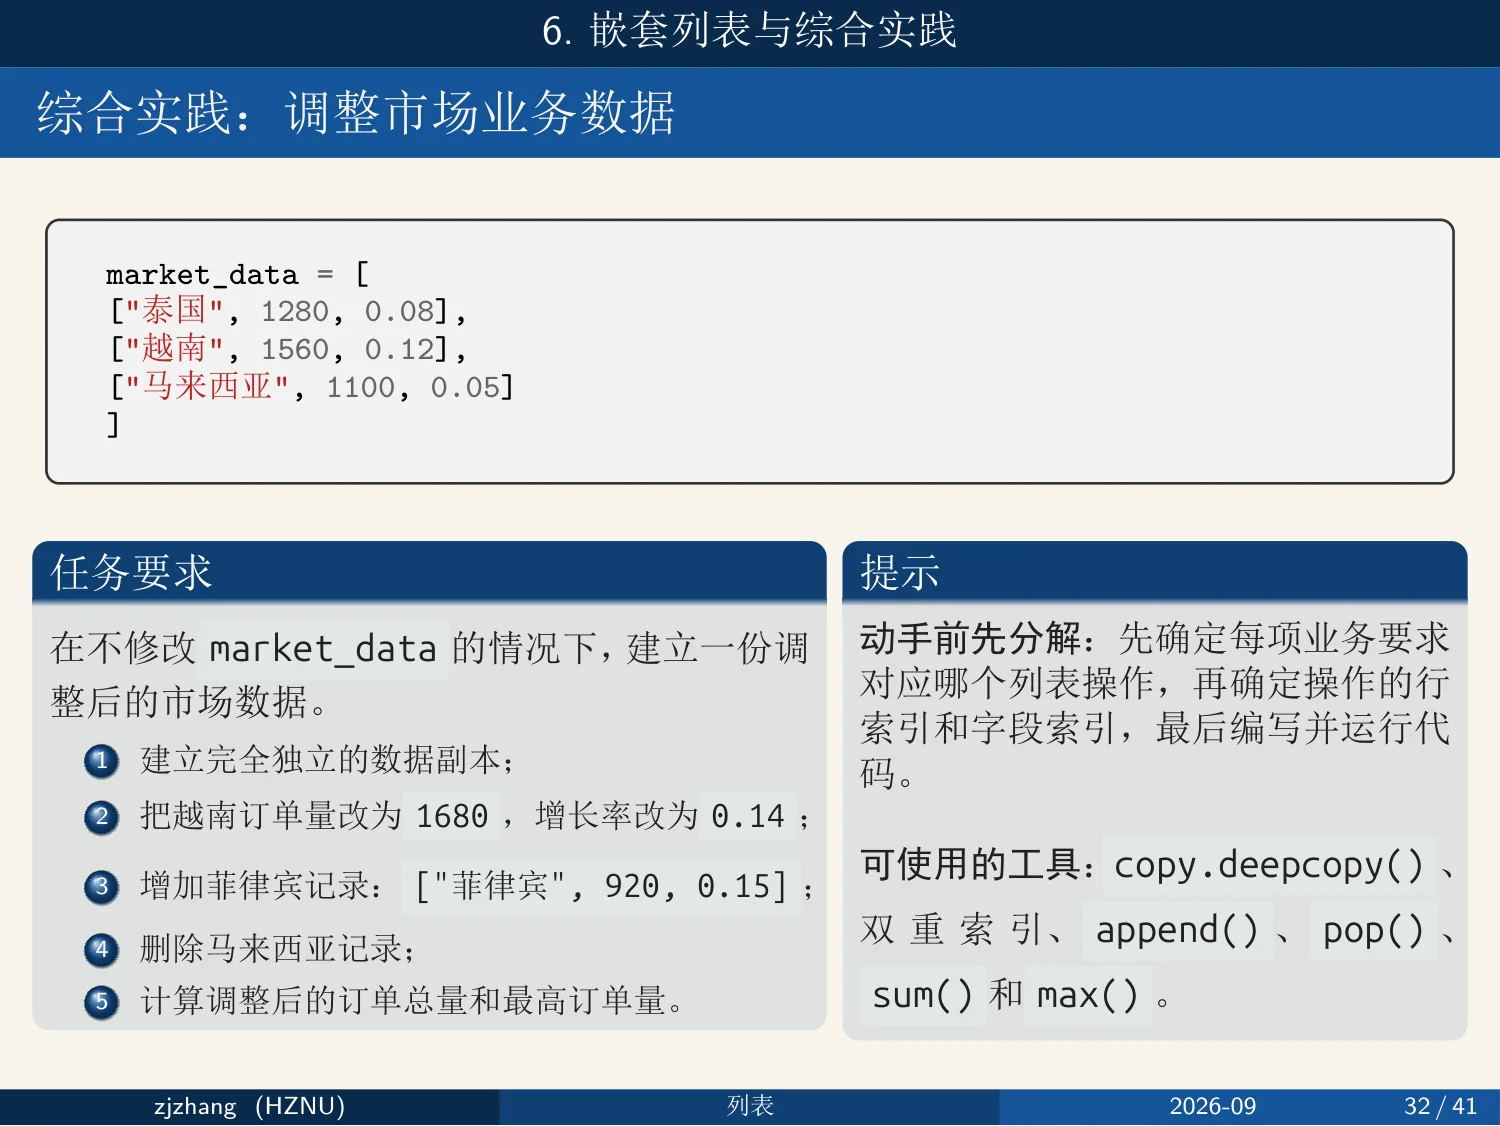 6. 嵌套列表与综合实践
综合实践：调整市场业务数据
market_data = [
["泰国", 1280, 0.08],
["越南", 1560, 0.12],
["马来西亚", 1100, 0.05]
]
任务要求
在不修改 market_data 的情况下，建立一份调
整后的市场数据。
1 建立完全独立的数据副本；
2 把越南订单量改为 1680，增长率改为 0.14；
3 增加菲律宾记录：["菲律宾", 920, 0.15]；
4 删除马来西亚记录；
5 计算调整后的订单总量和最高订单量。
提示
动手前先分解：先确定每项业务要求
对应哪个列表操作，再确定操作的行
索引和字段索引，最后编写并运行代
码。
可使用的工具：copy.deepcopy()、
双重索引、append()、pop()、
sum() 和 max()。
zjzhang (HZNU) 列表 2026-09 32 / 41